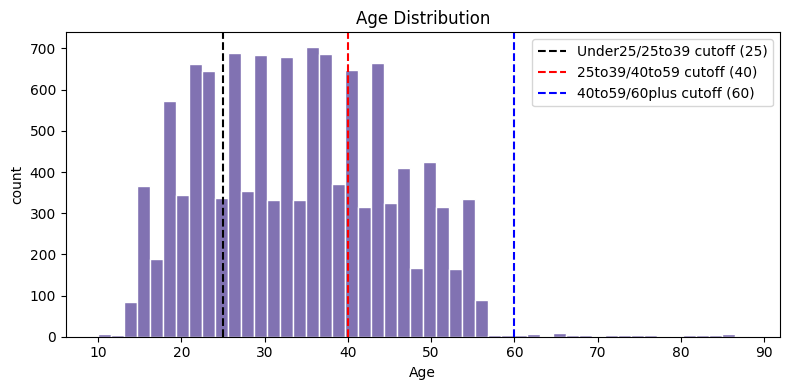 Age Distribution
Under25/25to39 cutoff (25)
25to39/40to59 cutoff (40)
40to59/60plus cutoff (60)
700
600
500
400
300
200
100
0
count
10 20 30 40 50 60 70 80 90
Age